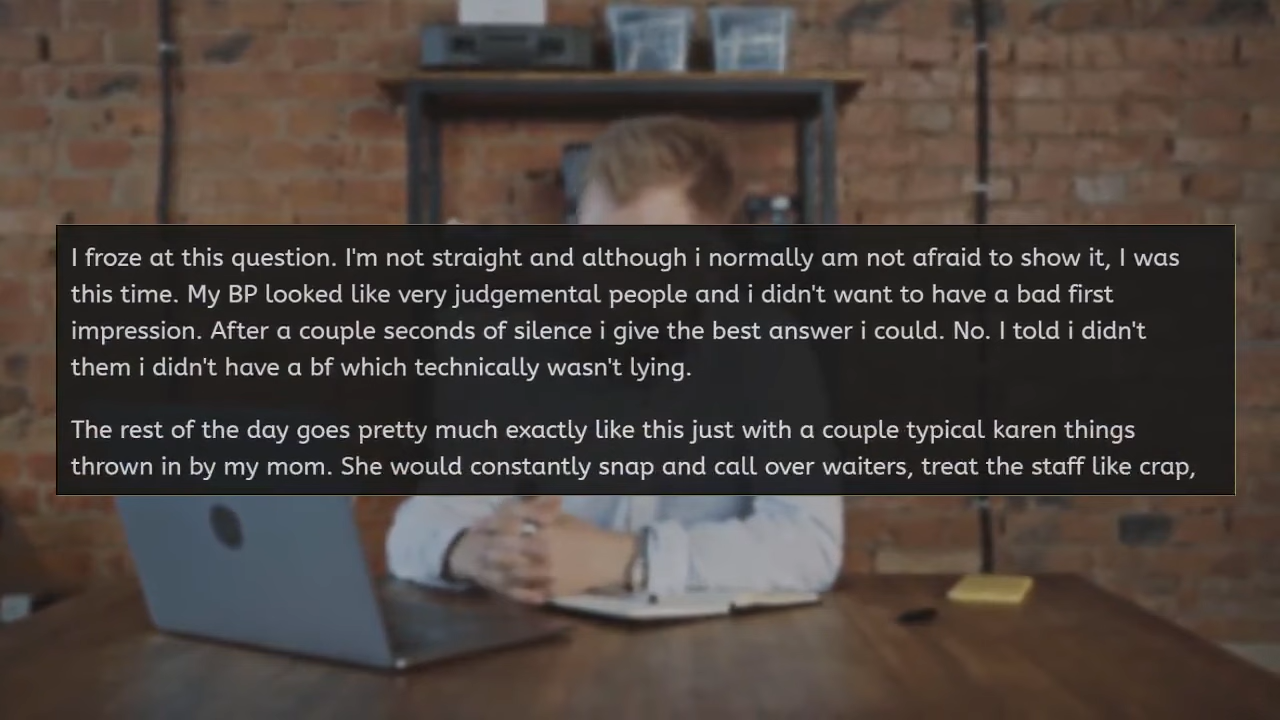 I froze at this question. I'm not straight and although i normally am not afraid to show it, I was
this time. My BP looked like very judgemental people and i didn't want to have a bad first
impression. After a couple seconds of silence i give the best answer i could. No. I told i didn't
them i didn't have a bf which technically wasn't lying.
The rest of the day goes pretty much exactly like this just with a couple typical karen things
thrown in by my mom. She would constantly snap and call over waiters, treat the staff like crap,